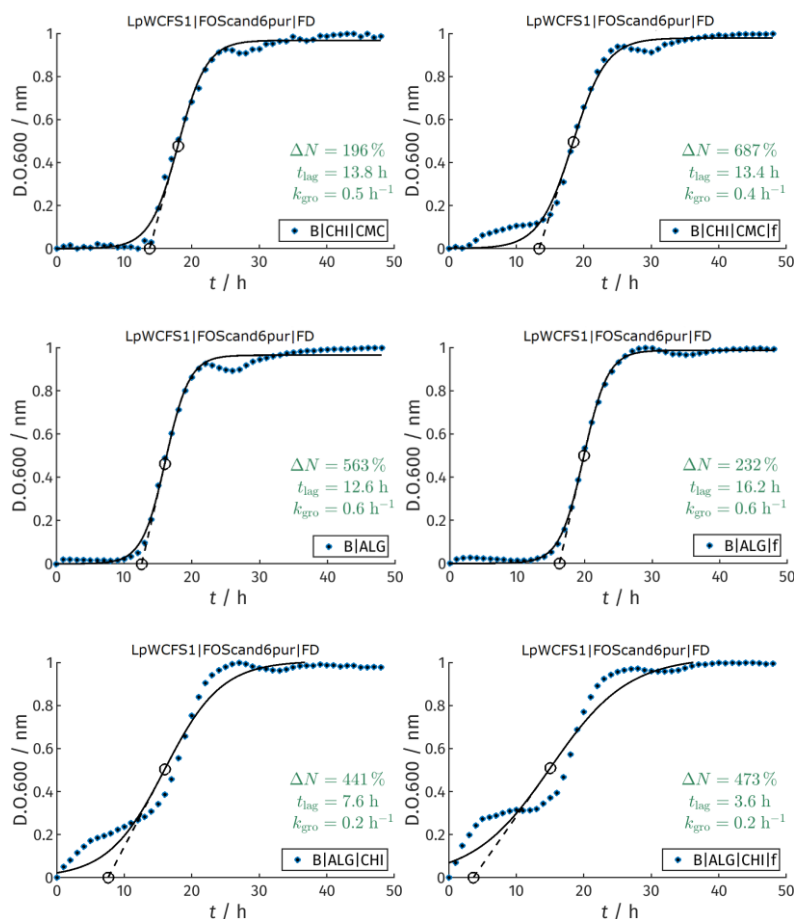 LpWCFS1|FOScand6pur|FD
D.O.600 / nm
1
0.8
0.6
0.4
0.2
0
ΔN = 196 %
t_lag = 13.8 h
k_gro = 0.5 h⁻¹
B|CHI|CMC
0 10 20 30 40 50
t / h
LpWCFS1|FOScand6pur|FD
D.O.600 / nm
1
0.8
0.6
0.4
0.2
0
ΔN = 687 %
t_lag = 13.4 h
k_gro = 0.4 h⁻¹
B|CHI|CMC|f
0 10 20 30 40 50
t / h
LpWCFS1|FOScand6pur|FD
D.O.600 / nm
1
0.8
0.6
0.4
0.2
0
ΔN = 563 %
t_lag = 12.6 h
k_gro = 0.6 h⁻¹
B|ALG
0 10 20 30 40 50
t / h
LpWCFS1|FOScand6pur|FD
D.O.600 / nm
1
0.8
0.6
0.4
0.2
0
ΔN = 232 %
t_lag = 16.2 h
k_gro = 0.6 h⁻¹
B|ALG|f
0 10 20 30 40 50
t / h
LpWCFS1|FOScand6pur|FD
D.O.600 / nm
1
0.8
0.6
0.4
0.2
0
ΔN = 441 %
t_lag = 7.6 h
k_gro = 0.2 h⁻¹
B|ALG|CHI
0 10 20 30 40 50
t / h
LpWCFS1|FOScand6pur|FD
D.O.600 / nm
1
0.8
0.6
0.4
0.2
0
ΔN = 473 %
t_lag = 3.6 h
k_gro = 0.2 h⁻¹
B|ALG|CHI|f
0 10 20 30 40 50
t / h